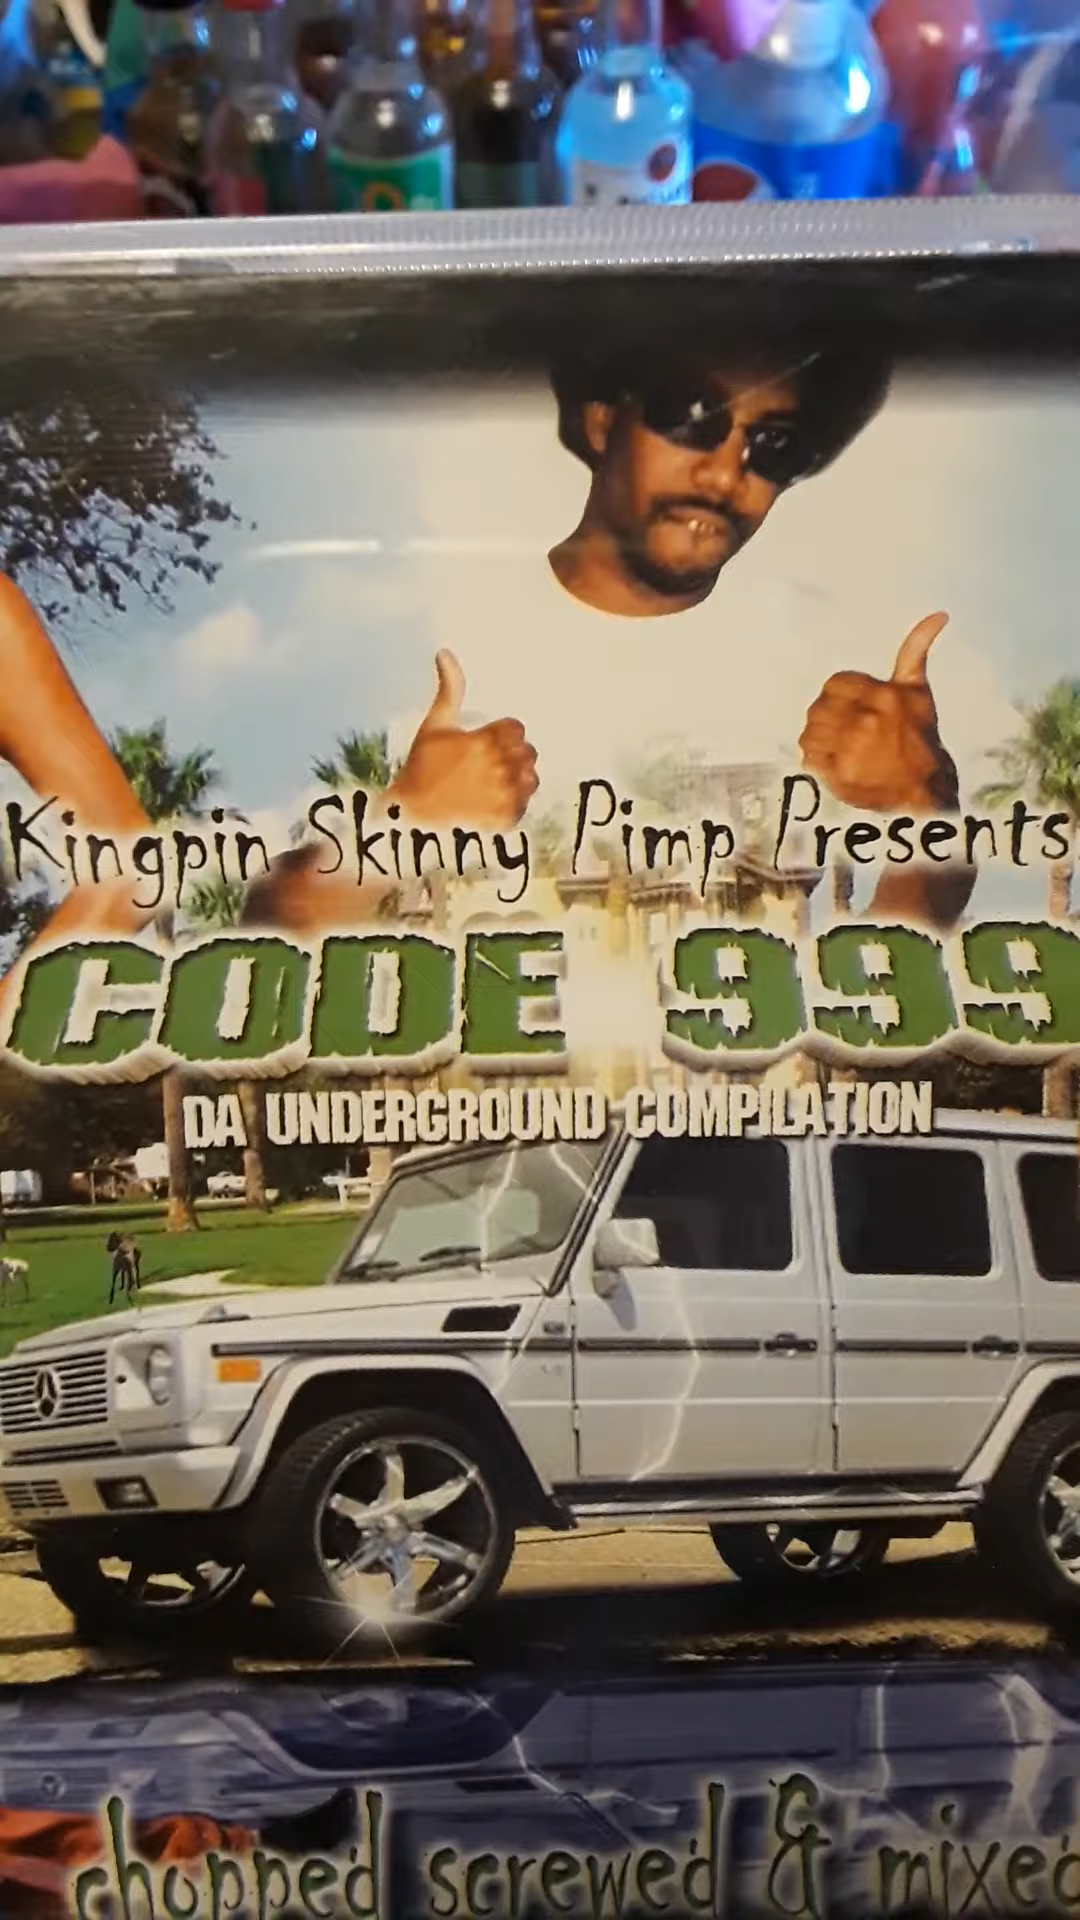 Kingpin Skinny Pimp Presents
CODE 999
DA UNDERGROUND COMPILATION
chopped screwed & mixed